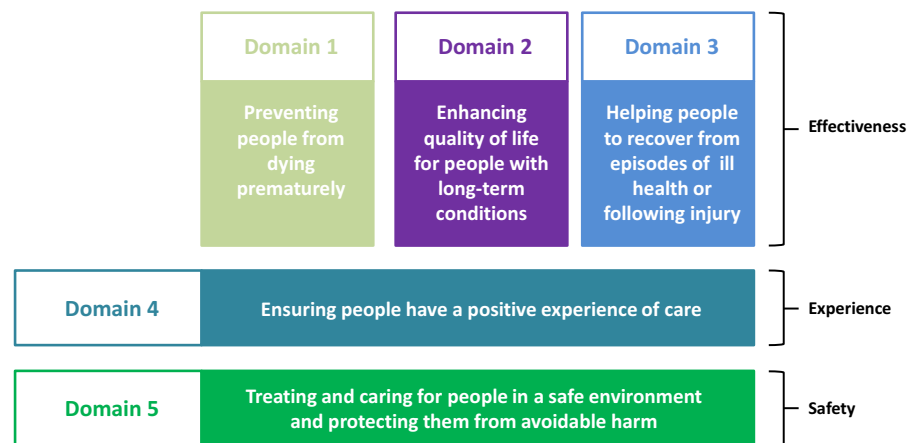 Domain 1
Preventing
people from
dying
prematurely
Domain 2
Enhancing
quality of life
for people with
long-term
conditions
Domain 3
Helping people
to recover from
episodes of ill
health or
following injury
Effectiveness
Domain 4
Ensuring people have a positive experience of care
Experience
Domain 5
Treating and caring for people in a safe environment
and protecting them from avoidable harm
Safety